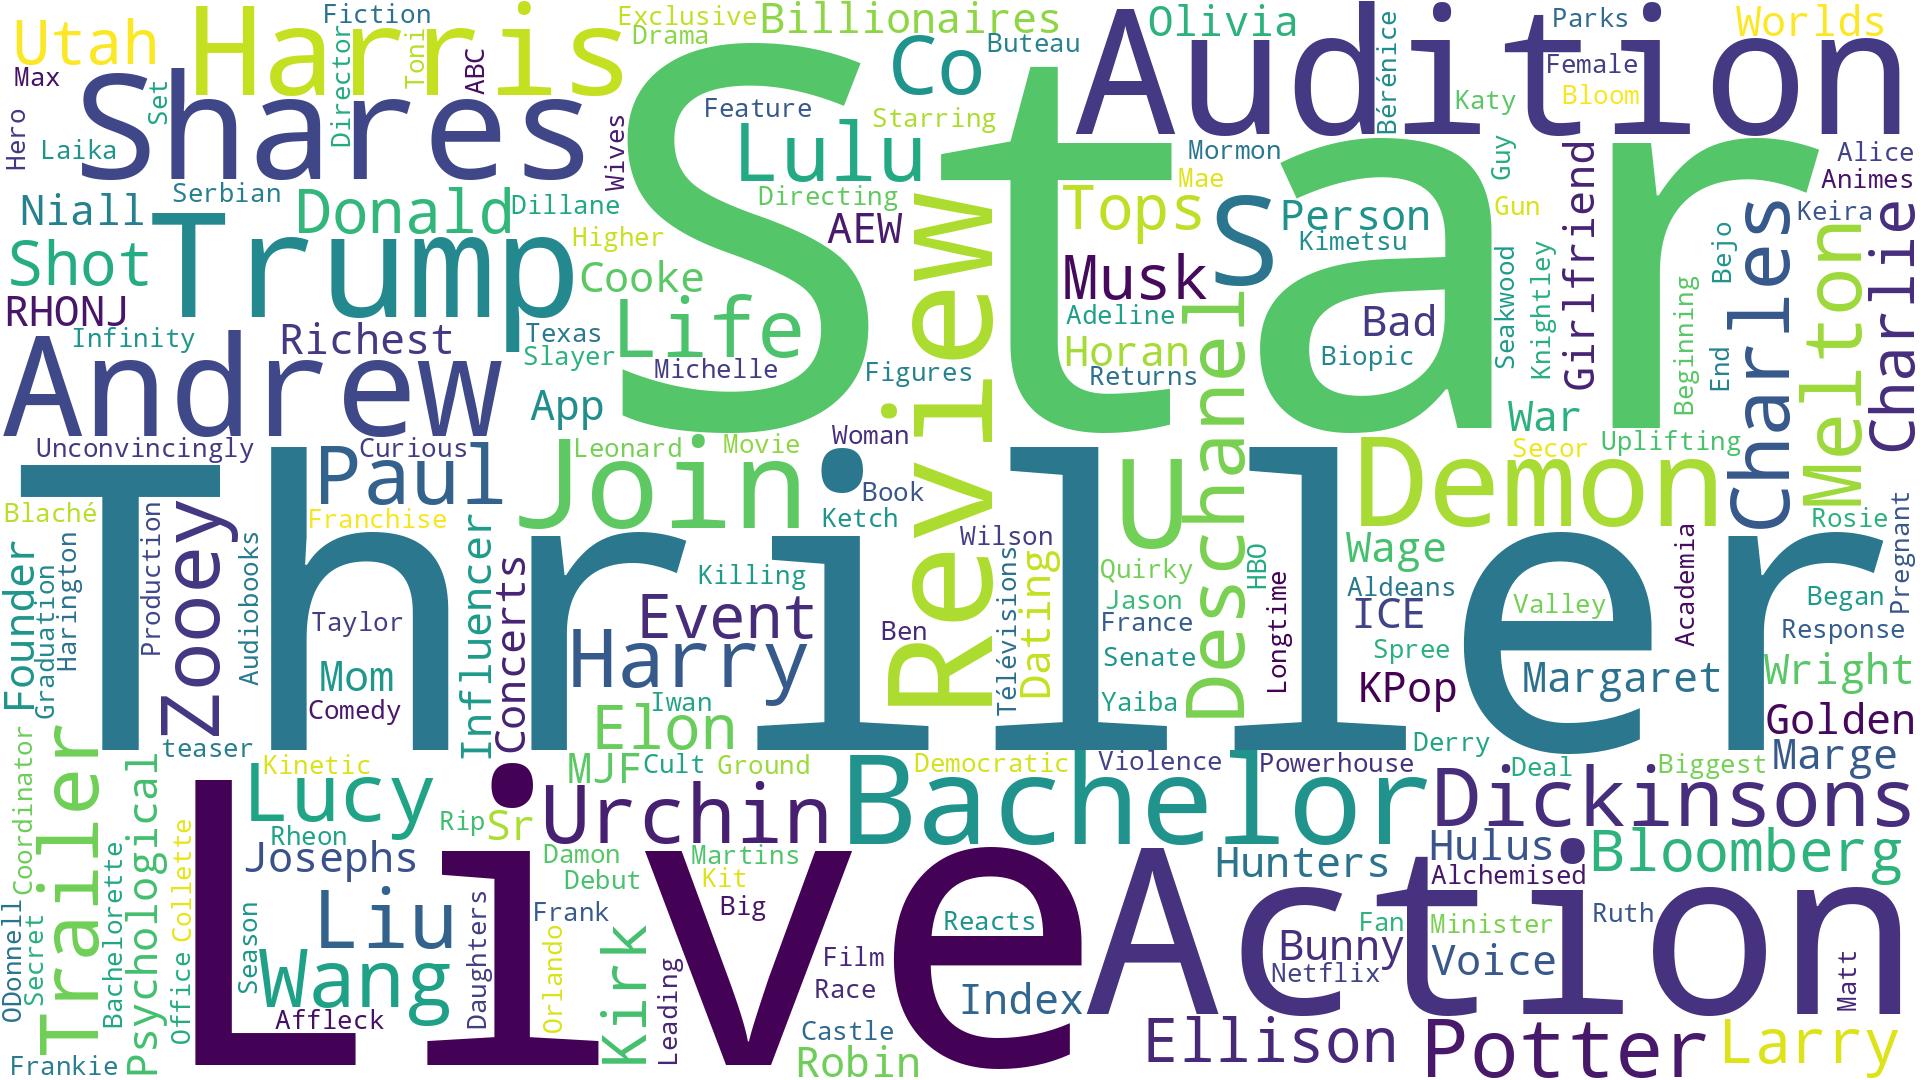 Fiction
Exclusive
Billionaires
Olivia
Parks
Worlds
Utah
Harris
Director
Toni
ABC
Drama
Co
Buteau
Audition
Bérénice
Female
Max
Shares
Set
Star
Feature
Starring
Katy
Bloom
Hero
Laika
Wives
Lulu
Mormon
Guy
Girlfriend
Alice
Serbian
Directing
Mae
Animes
Niall
Trump
Donald
Dillane
AEW
Review
Tops
S
Person
Gun
Charles
Keira
Charlie
Shot
Higher
Kimetsu
Seakwood
Knightley
Bejo
Melton
Cooke
Musk
RHONJ
Infinity
Richest
Texas
Life
Adeline
Deschanel
Bad
Beginning
End
Andrew
Slayer
Michelle
Figures
Horan
Biopic
Returns
App
War
Unconvincingly
Curious
Leonard
Movie
Woman
Secor
Uplifting
Thriller
Paul
Join
U
Demon
Book
Blaché
Zooey
Production
Franchise
Influencer
Ketch
Rosie
Founder
Graduation
Harington
Audiobooks
Concerts
Wilson
Télévisions
Dating
HBO
Longtime
Wage
Academia
Pregnant
Killing
Quirky
Aldeans
Taylor
Event
Jason
ICE
Valley
Began
Harry
Ben
France
Response
Mom
Senate
Spree
Margaret
Wright
Comedy
Iwan
Yaiba
KPop
Elon
Golden
teaser
Derry
Marge
Coordinator
Trailer
Psychological
Kinetic
MJF
Cult
Ground
Democratic
Violence
Powerhouse
Deal
Biggest
Lucy
Live
Sr
Urchin
Bachelor
Dickinsons
Rip
Rheon
Josephs
Damon
Martins
Hunters
Hulus
Bloomberg
Office
Collette
Bachelorette
Debut
Kit
Action
Alchemised
ODonnell
Secret
Season
Liu
Daughters
Frank
Orlando
Kirk
Big
Reacts
Fan
Minister
Ruth
Wang
Leading
Film
Bunny
Voice
Matt
Netflix
Race
Index
Affleck
Castle
Frankie
Robin
Ellison
Potter
Larry